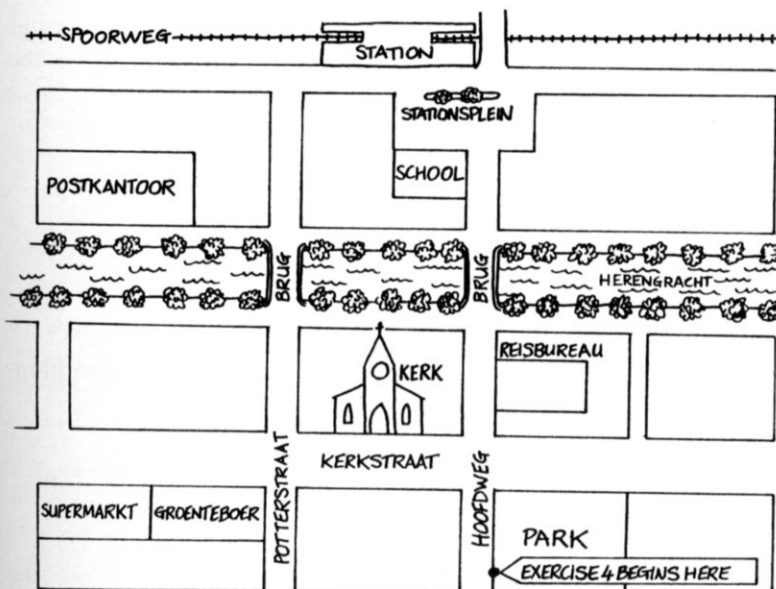 SPOORWEG
STATION
STATIONSPLEIN
SCHOOL
POSTKANTOOR
BRUG
BRUG
HERENGRACHT
REISBUREAU
KERK
KERKSTRAAT
POTTERSTRAAT
HOOFDWEG
SUPERMARKT
GROENTEBOER
PARK
EXERCISE 4 BEGINS HERE